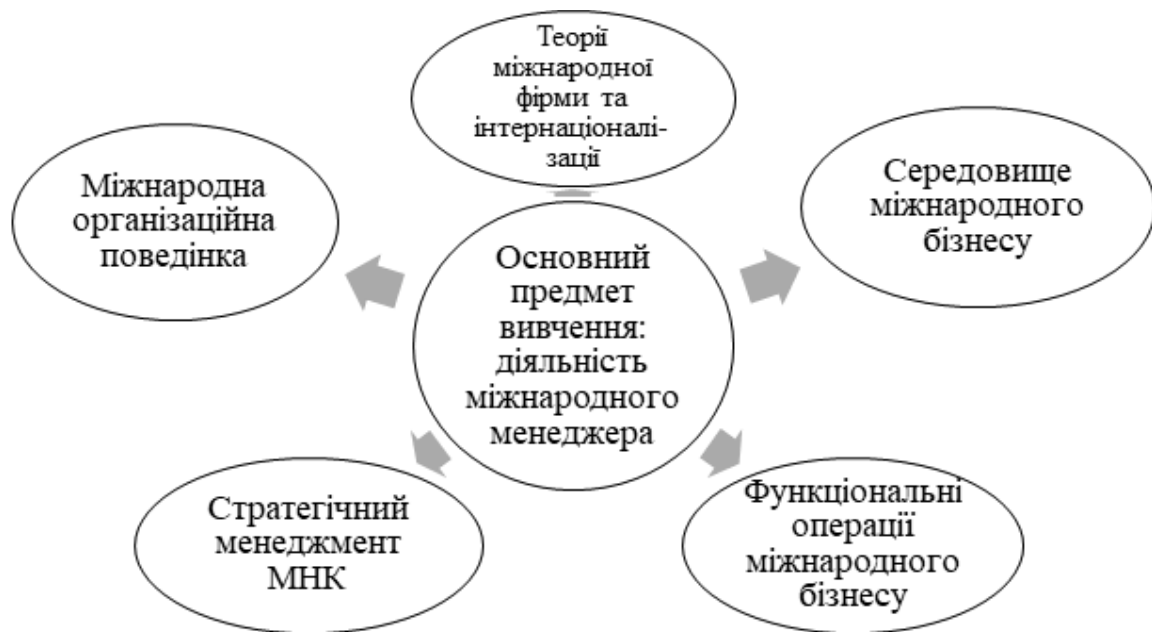 Теорії
міжнародної
фірми та
інтернаціоналі-
зації
Міжнародна
організаційна
поведінка
Середовище
міжнародного
бізнесу
Основний
предмет
вивчення:
діяльність
міжнародного
менеджера
Стратегічний
менеджмент
МНК
Функціональні
операції
міжнародного
бізнесу